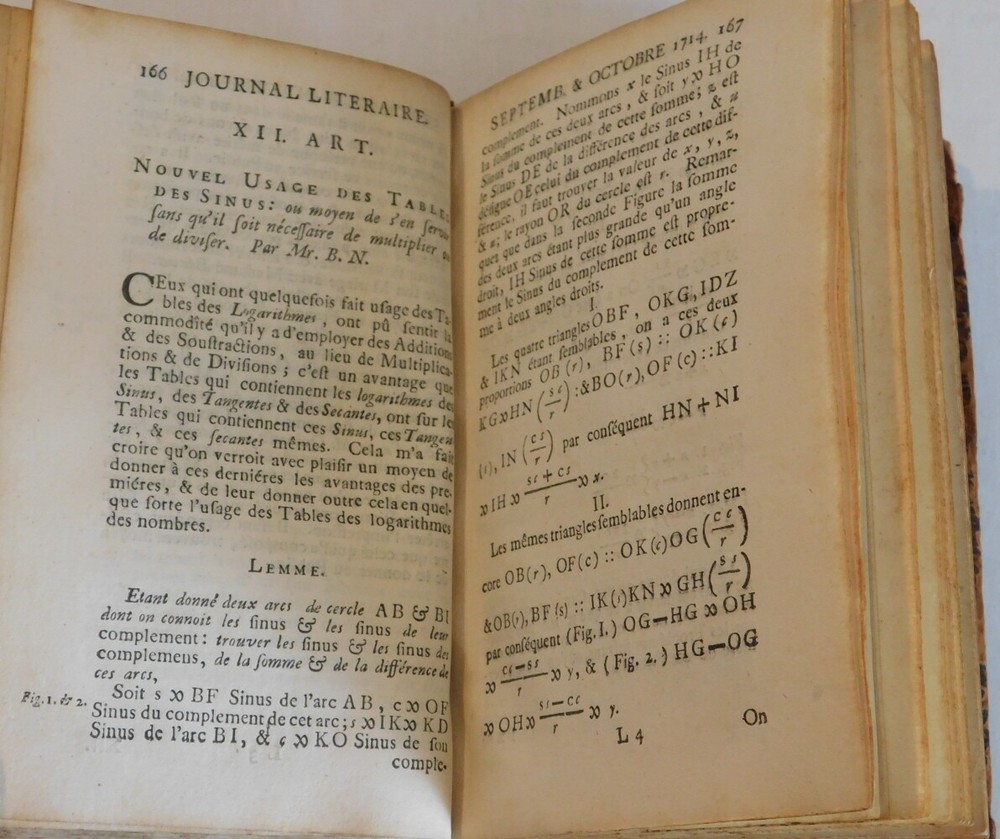 166 JOURNAL LITERAIRE.
XII. ART.
NOUVEL USAGE DES TABLES
DES SINUS: ou moyen de s'en servir
sans qu'il soit nécessaire de multiplier ou
de diviser. Par Mr. B. N.
CEux qui ont quelquefois fait usage des Ta-
bles des Logarithmes, ont pû sentir la
commodité qu'il y a d'employer des Additions
& des Soustractions, au lieu de Multiplica-
tions & de Divisions; c'est un avantage que
les Tables qui contiennent les logarithmes des
Sinus, des Tangentes & des Secantes, ont sur les
Tables qui contiennent ces Sinus, ces Tangen-
tes, & ces secantes mêmes. Cela m'a fait
croire qu'on verroit avec plaisir un moyen de
donner à ces derniéres les avantages des pre-
miéres, & de leur donner outre cela en quel-
que sorte l'usage des Tables des logarithmes
des nombres.
LEMME.
Etant donné deux arcs de cercle AB & BI
dont on connoit les sinus & les sinus de leur
complement: trouver les sinus & les sinus des
complemens, de la somme & de la différence de
ces arcs,
Fig. 1. & 2. Soit s ꝏ BF Sinus de l'arc AB, c ꝏ OF
Sinus du complement de cet arc; s ꝏ IK ꝏ KD
Sinus de l'arc BI, & c ꝏ KO Sinus de son
comple-
SEPTEMB. & OCTOBRE 1714. 167
complement. Nommons x le Sinus IH de
la somme de ces deux arcs, & soit y ꝏ HO
Sinus du complement de cette somme; z est
le Sinus DE de la différence des arcs, & u
désigne OE celui du complement de cette dif-
férence, il faut trouver la valeur de x, y, z,
& u; le rayon OR du cercle est r. Remar-
quez que dans la seconde Figure la somme
des deux arcs étant plus grande qu'un angle
droit, IH Sinus de cette somme est propre-
ment le Sinus du complement de cette som-
me à deux angles droits.
I.
Les quatre triangles OBF, OKG, IDZ
& IKN étant semblables, on a ces deux
proportions OB (r), BF (s) :: OK (c)
KG ꝏ HN (sc/r) : & BO (r), OF (c) :: KI
(s), IN (cs/r) par conséquent HN + NI
ꝏ IH ꝏ sc + cs/r ꝏ x.
II.
Les mêmes triangles semblables donnent en-
core OB (r), OF (c) :: OK (c) OG (cc/r)
& OB (r), BF (s) :: IK (s) KN ꝏ GH (ss/r)
par conséquent (Fig. I.) OG — HG ꝏ OH
ꝏ cc — ss/r ꝏ y, & (Fig. 2.) HG — OG
ꝏ OH ꝏ ss — cc/r ꝏ y.
L 4 On